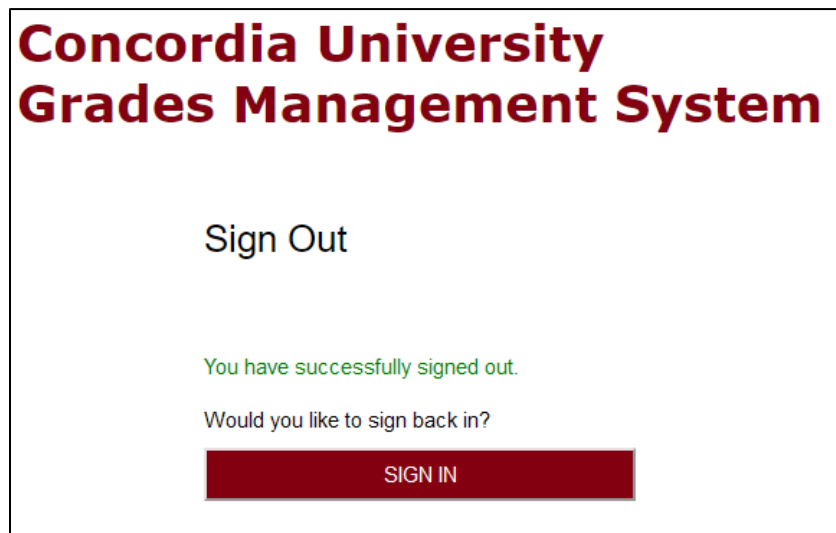 Concordia University
Grades Management System
Sign Out
You have successfully signed out.
Would you like to sign back in?
SIGN IN